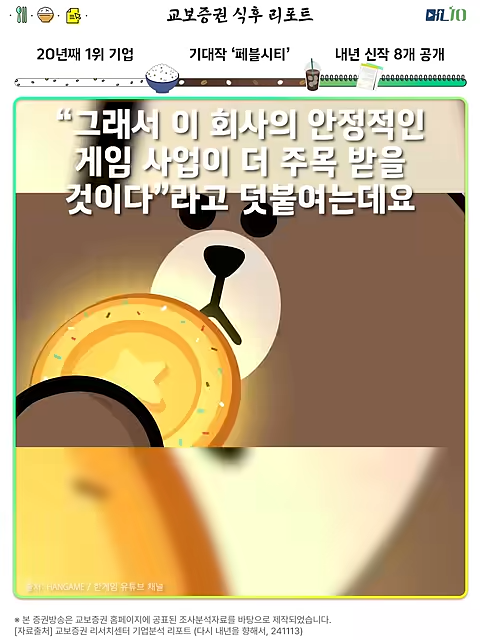 교보증권 식후 리포트
20년째 1위 기업
기대작 ‘페블시티’
내년 신작 8개 공개
“그래서 이 회사의 안정적인
게임 사업이 더 주목 받을
것이다”라고 덧붙여는데요
출처: HANGAME / 한게임 유튜브 채널
※ 본 증권방송은 교보증권 홈페이지에 공표된 조사분석자료를 바탕으로 제작되었습니다.
[자료출처] 교보증권 리서치센터 기업분석 리포트 (다시 내년을 향해서, 241113)